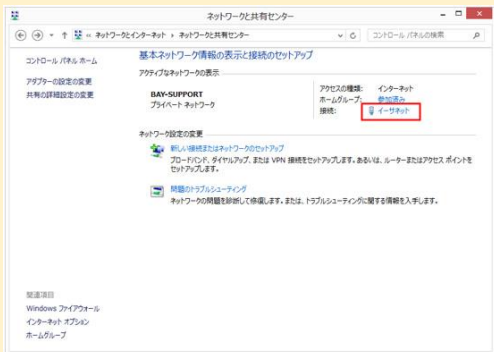 ネットワークと共有センター
« ネットワークとインターネット ▸ ネットワークと共有センター
コントロール パネルの検索
コントロール パネル ホーム
アダプターの設定の変更
共有の詳細設定の変更
基本ネットワーク情報の表示と接続のセットアップ
アクティブなネットワークの表示
BAY-SUPPORT
プライベート ネットワーク
アクセスの種類: インターネット
ホームグループ: 参加済み
接続: イーサネット
ネットワーク設定の変更
新しい接続またはネットワークのセットアップ
ブロードバンド、ダイヤルアップ、または VPN 接続をセットアップします。あるいは、ルーターまたはアクセス ポイントを
セットアップします。
問題のトラブルシューティング
ネットワークの問題を診断して修復します。または、トラブルシューティングに関する情報を入手します。
関連項目
Windows ファイアウォール
インターネット オプション
ホームグループ